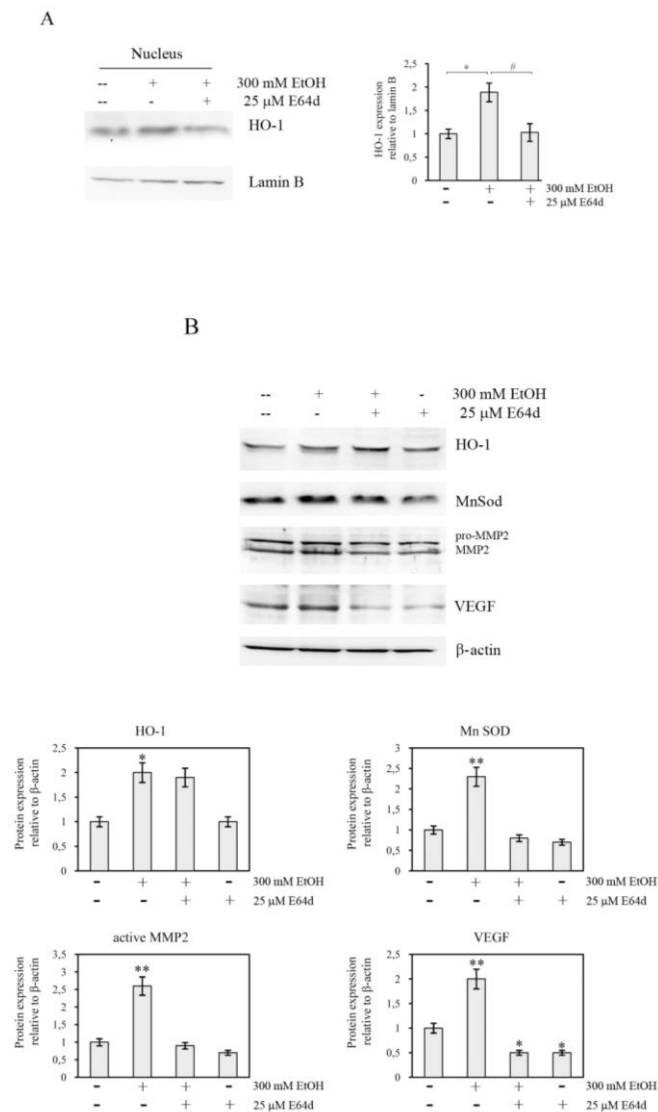 A
Nucleus
-- + + 300 mM EtOH
-- - + 25 µM E64d
HO-1
Lamin B
HO-1 expression
relative to lamin B
2,5
2
1,5
1
0,5
0
* #
- + + 300 mM EtOH
- - + 25 µM E64d
B
-- + + - 300 mM EtOH
-- - + + 25 µM E64d
HO-1
MnSod
pro-MMP2
MMP2
VEGF
β-actin
HO-1
Protein expression
relative to β-actin
2,5
2
1,5
1
0,5
0
*
- + + - 300 mM EtOH
- - + + 25 µM E64d
Mn SOD
Protein expression
relative to β-actin
3
2,5
2
1,5
1
0,5
0
**
- + + - 300 mM EtOH
- - + + 25 µM E64d
active MMP2
Protein expression
relative to β-actin
3,5
3
2,5
2
1,5
1
0,5
0
**
- + + - 300 mM EtOH
- - + + 25 µM E64d
VEGF
Protein expression
relative to β-actin
2,5
2
1,5
1
0,5
0
**
* *
- + + - 300 mM EtOH
- - + + 25 µM E64d